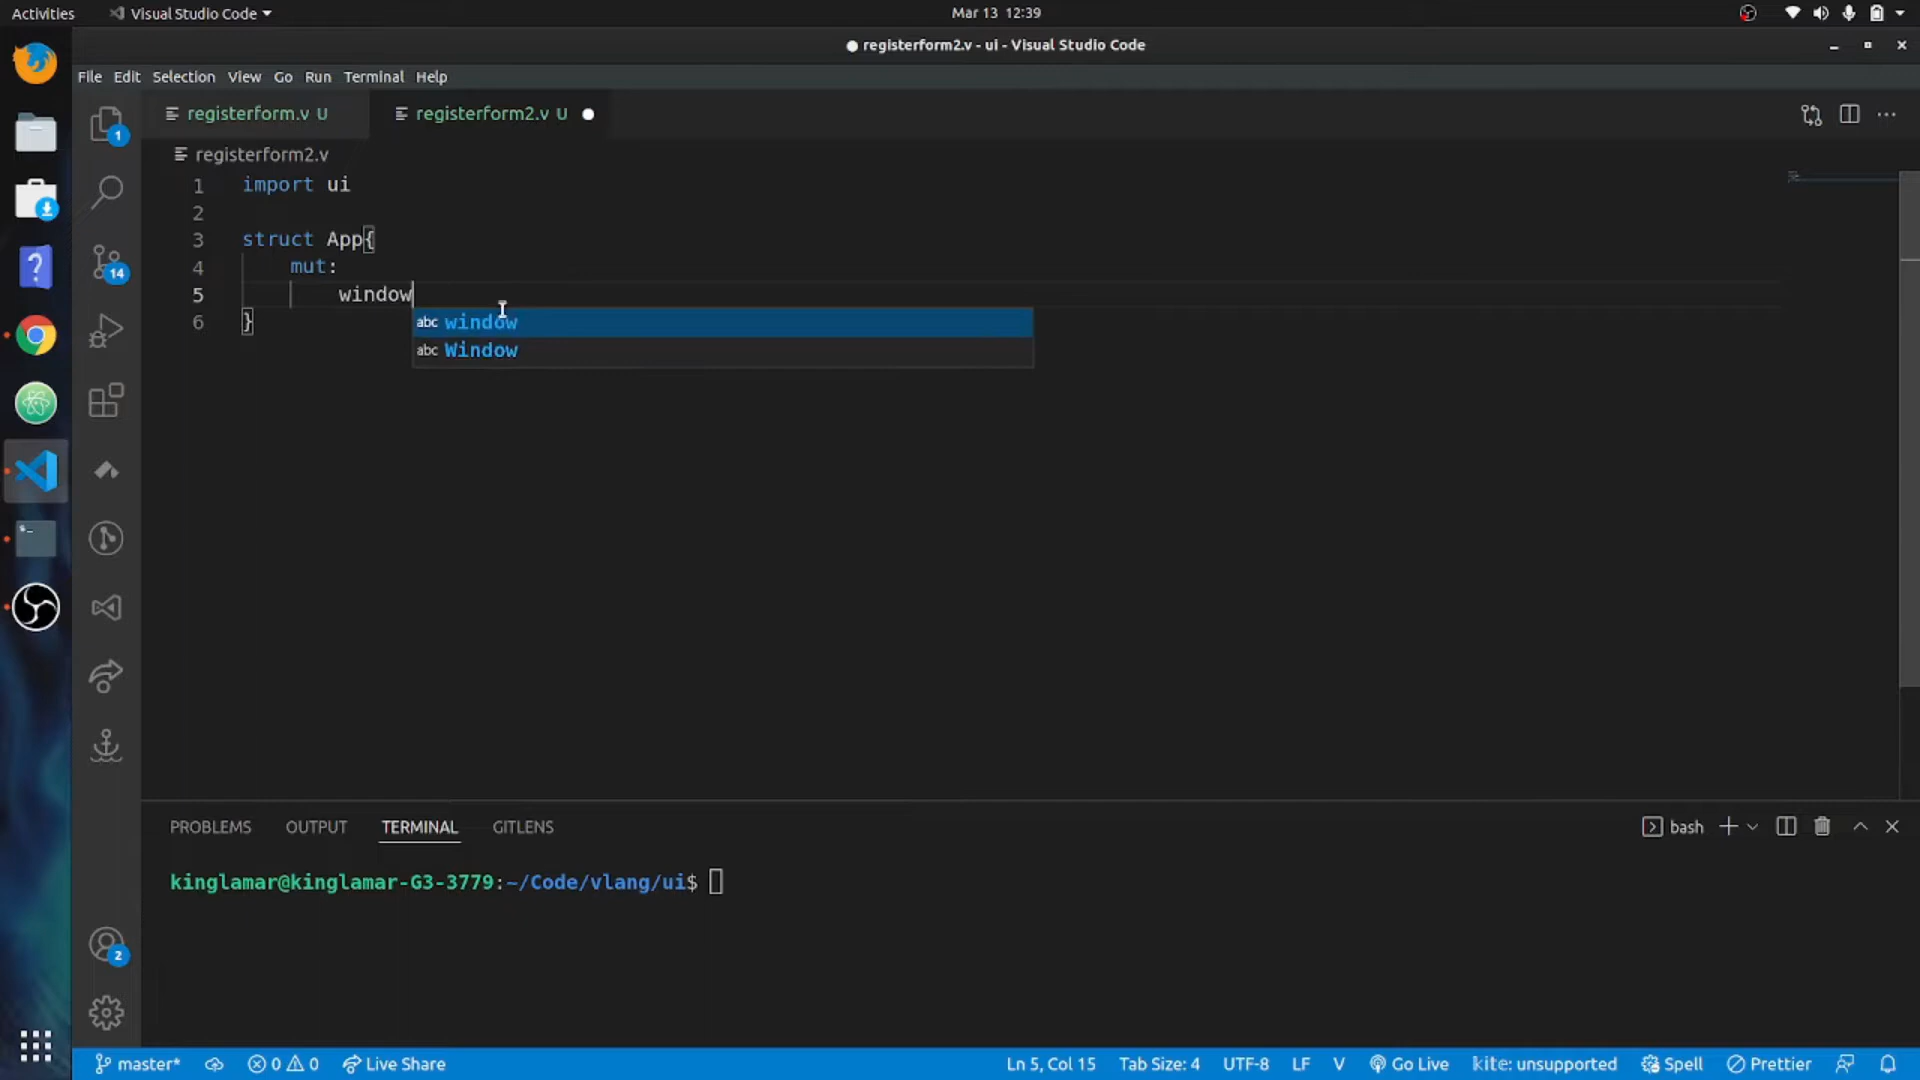 Activities Visual Studio Code Mar 13 12:39
registerform2.v - ui - Visual Studio Code
File Edit Selection View Go Run Terminal Help
registerform.v U registerform2.v U
registerform2.v
1 import ui
2
3 struct App{
4 mut:
5 window
6 }
abc window
abc Window
1
14
2
PROBLEMS OUTPUT TERMINAL GITLENS bash
kinglamar@kinglamar-G3-3779:~/Code/vlang/ui$
master* 0 0 Live Share Ln 5, Col 15 Tab Size: 4 UTF-8 LF V Go Live kite: unsupported Spell Prettier